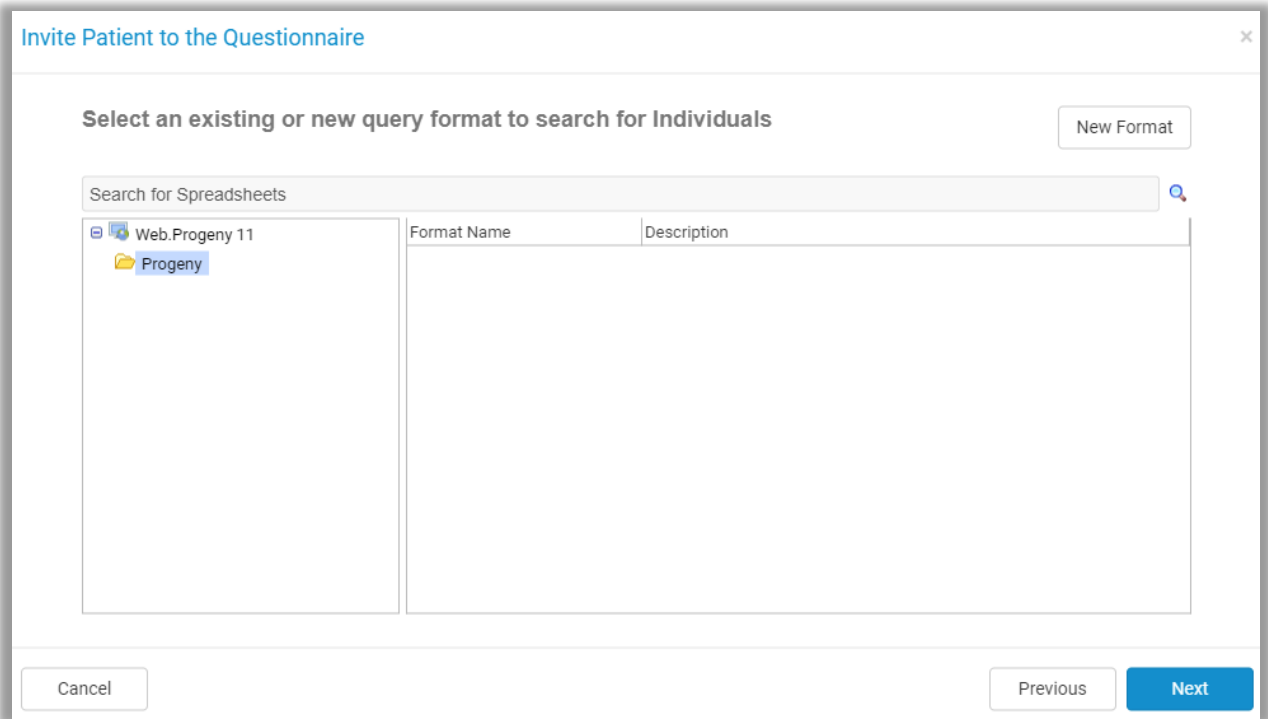 Invite Patient to the Questionnaire
×
Select an existing or new query format to search for Individuals
New Format
Search for Spreadsheets
Web.Progeny 11
Format Name
Description
Progeny
Cancel
Previous
Next